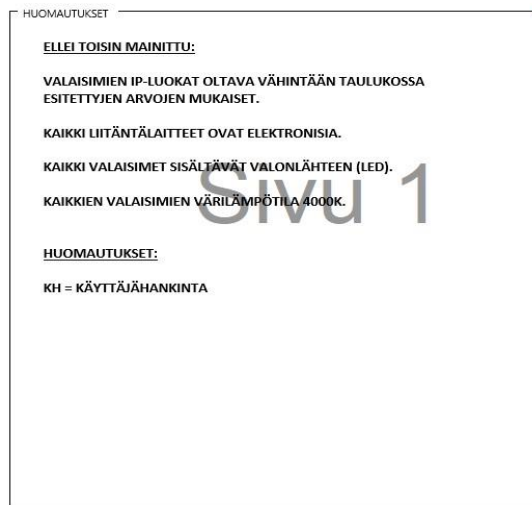 HUOMAUTUKSET
ELLEI TOISIN MAINITTU:
VALAISIMIEN IP-LUOKAT OLTAVA VÄHINTÄÄN TAULUKOSSA
ESITETTYJEN ARVOJEN MUKAISET.
KAIKKI LIITÄNTÄLAITTEET OVAT ELEKTRONISIA.
KAIKKI VALAISIMET SISÄLTÄVÄT VALONLÄHTEEN (LED).
Sivu 1
KAIKKIEN VALAISIMIEN VÄRILÄMPÖTILA 4000K.
HUOMAUTUKSET:
KH = KÄYTTÄJÄHANKINTA